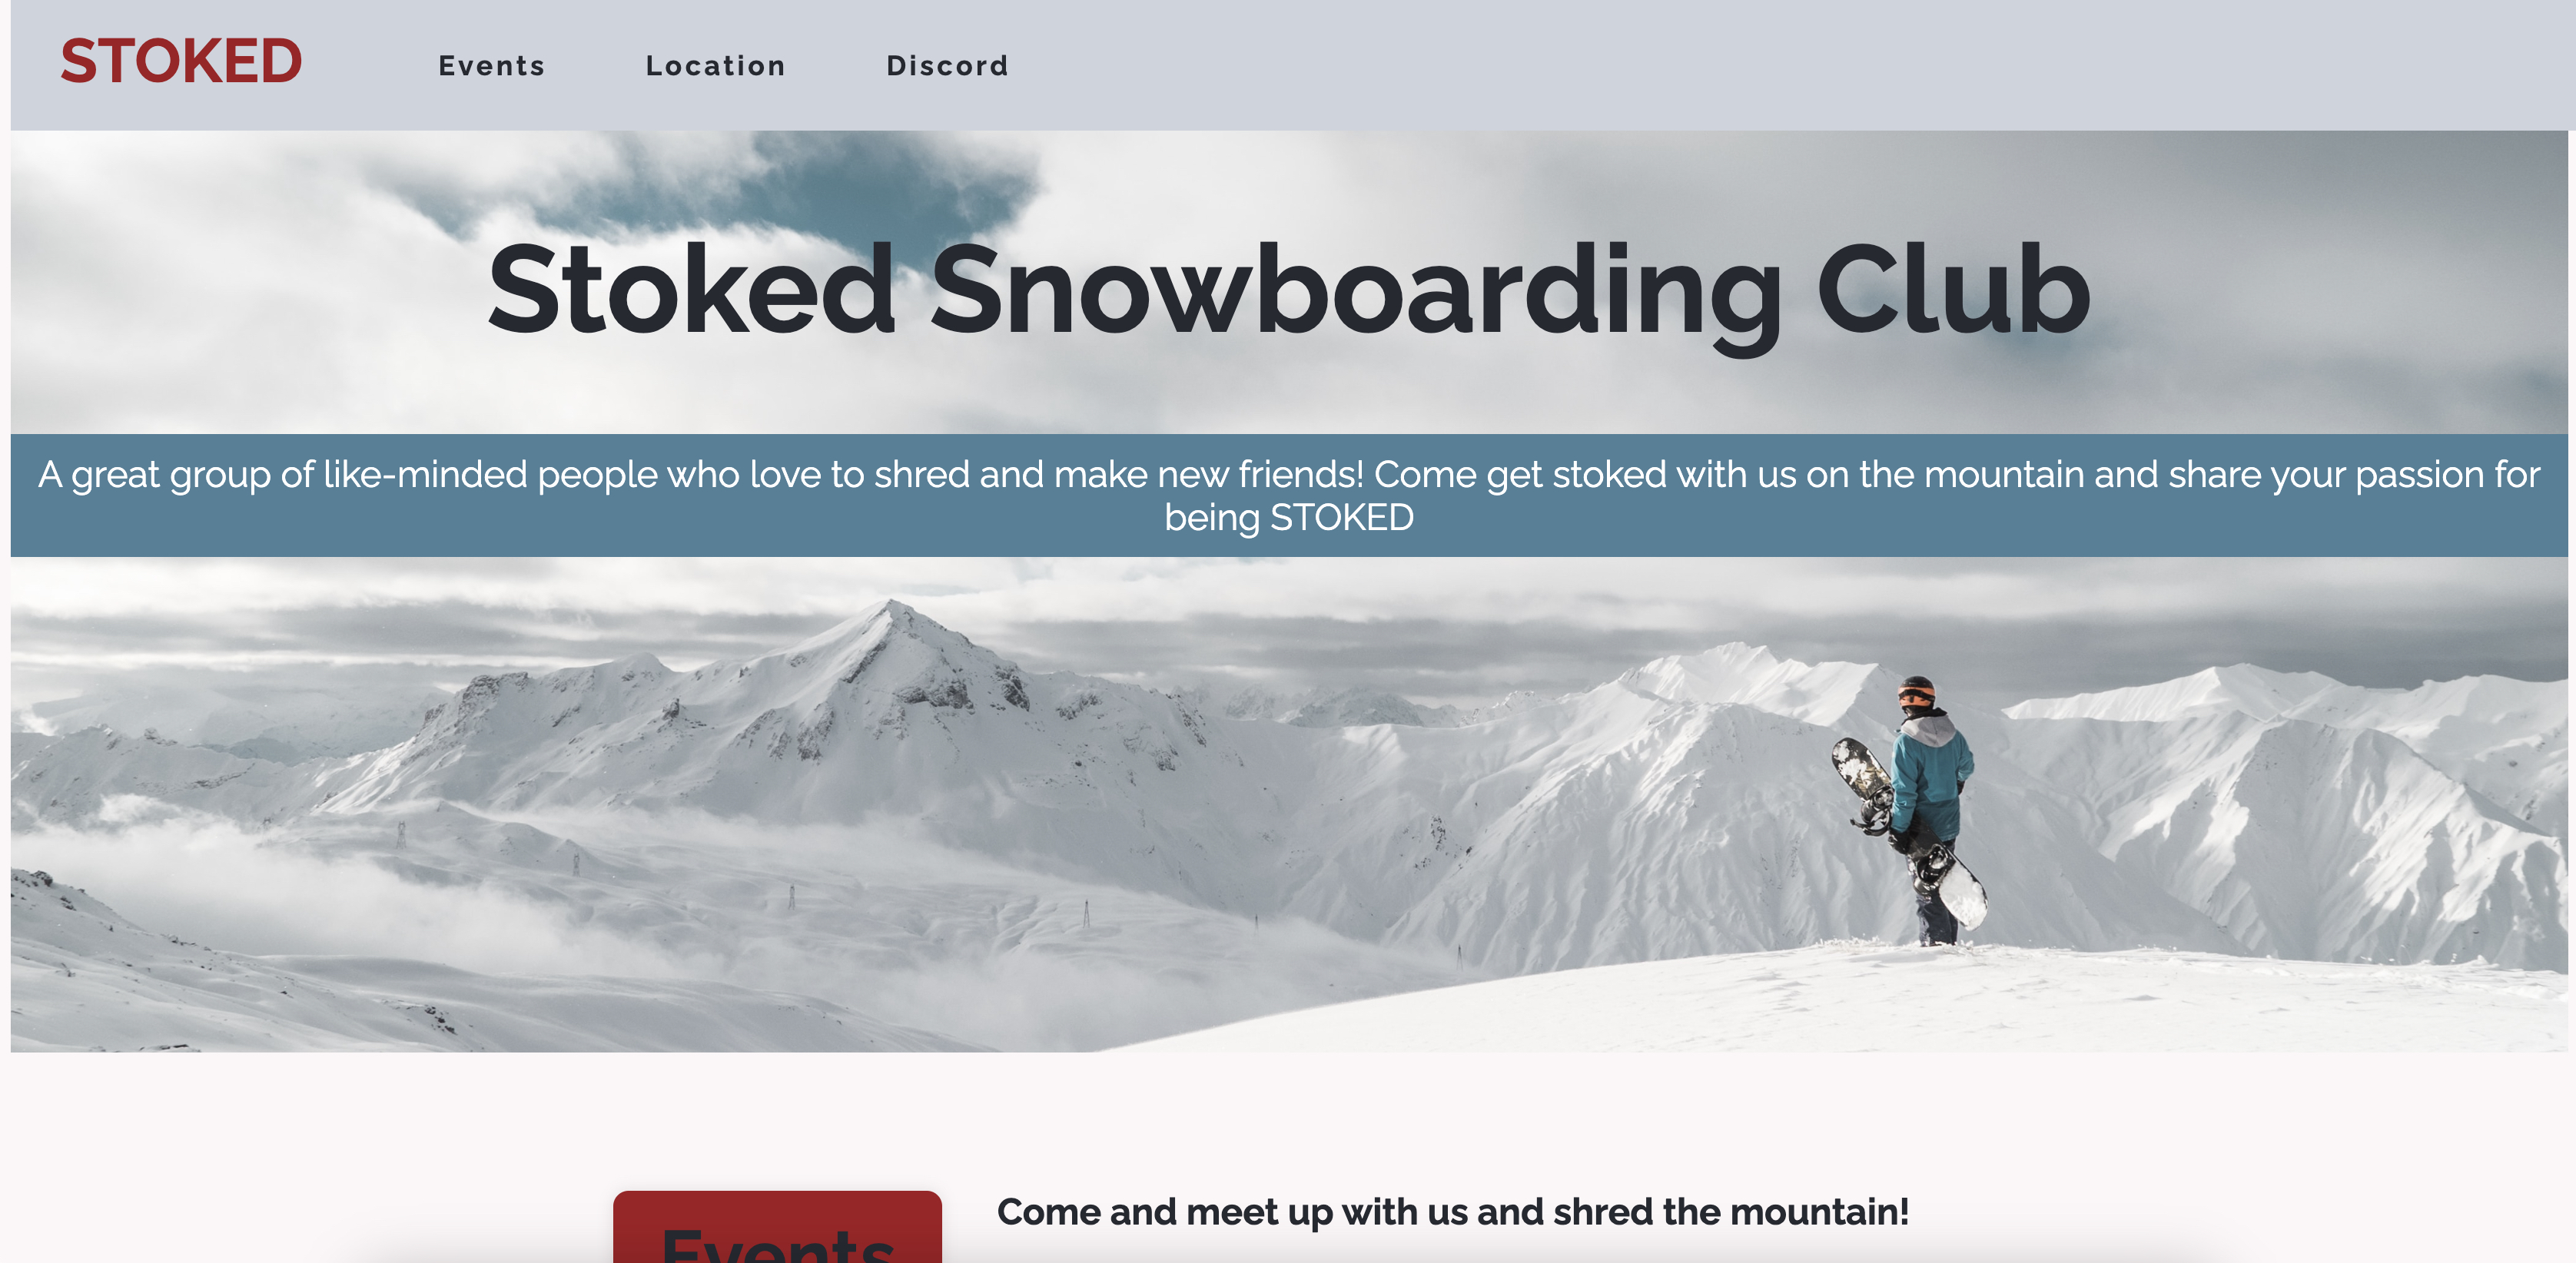 STOKED
Events Location Discord
Stoked Snowboarding Club
A great group of like-minded people who love to shred and make new friends! Come get stoked with us on the mountain and share your passion for
being STOKED
Come and meet up with us and shred the mountain!
Events